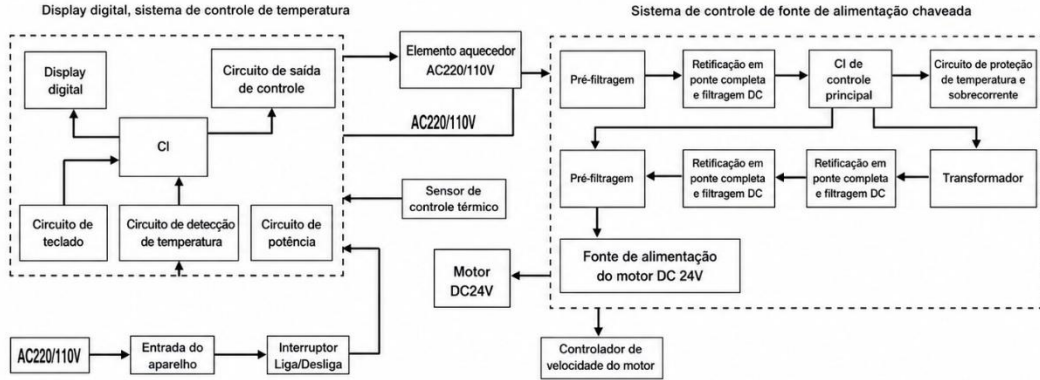 Display digital, sistema de controle de temperatura
Sistema de controle de fonte de alimentação chaveada
Display
digital
Circuito de saída
de controle
CI
Circuito de
teclado
Circuito de detecção
de temperatura
Circuito de
potência
Elemento aquecedor
AC220/110V
AC220/110V
Sensor de
controle térmico
AC220/110V
Entrada do
aparelho
Interruptor
Liga/Desliga
Pré-filtragem
Retificação em
ponte completa
e filtragem DC
CI
de controle
principal
Circuito de proteção
de temperatura e
sobrecorrente
Pré-filtragem
Retificação em
ponte completa
e filtragem DC
Retificação em
ponte completa
e filtragem DC
Transformador
Fonte de alimentação
do motor DC 24V
Motor
DC24V
Controlador de
velocidade do motor